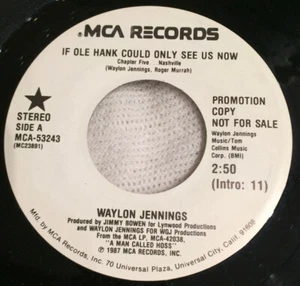 MCA RECORDS
IF OLE HANK COULD ONLY SEE US NOW
Chapter Five . . . Nashville
(Waylon Jennings, Roger Murrah)
STEREO
SIDE A
MCA-53243
(MC23891)
PROMOTION
COPY
NOT FOR SALE
Waylon Jennings
Music/Tom
Collins Music
Corp. (BMI)
2:50
(Intro: 11)
WAYLON JENNINGS
Produced by JIMMY BOWEN for Lynwood Productions
and WAYLON JENNINGS FOR WGJ Productions
From the MCA LP, MCA-42038,
"A MAN CALLED HOSS"
℗ 1987 MCA RECORDS, INC.
Mfd by MCA Records, Inc. 70 Universal Plaza, Universal City, Calif. 91608